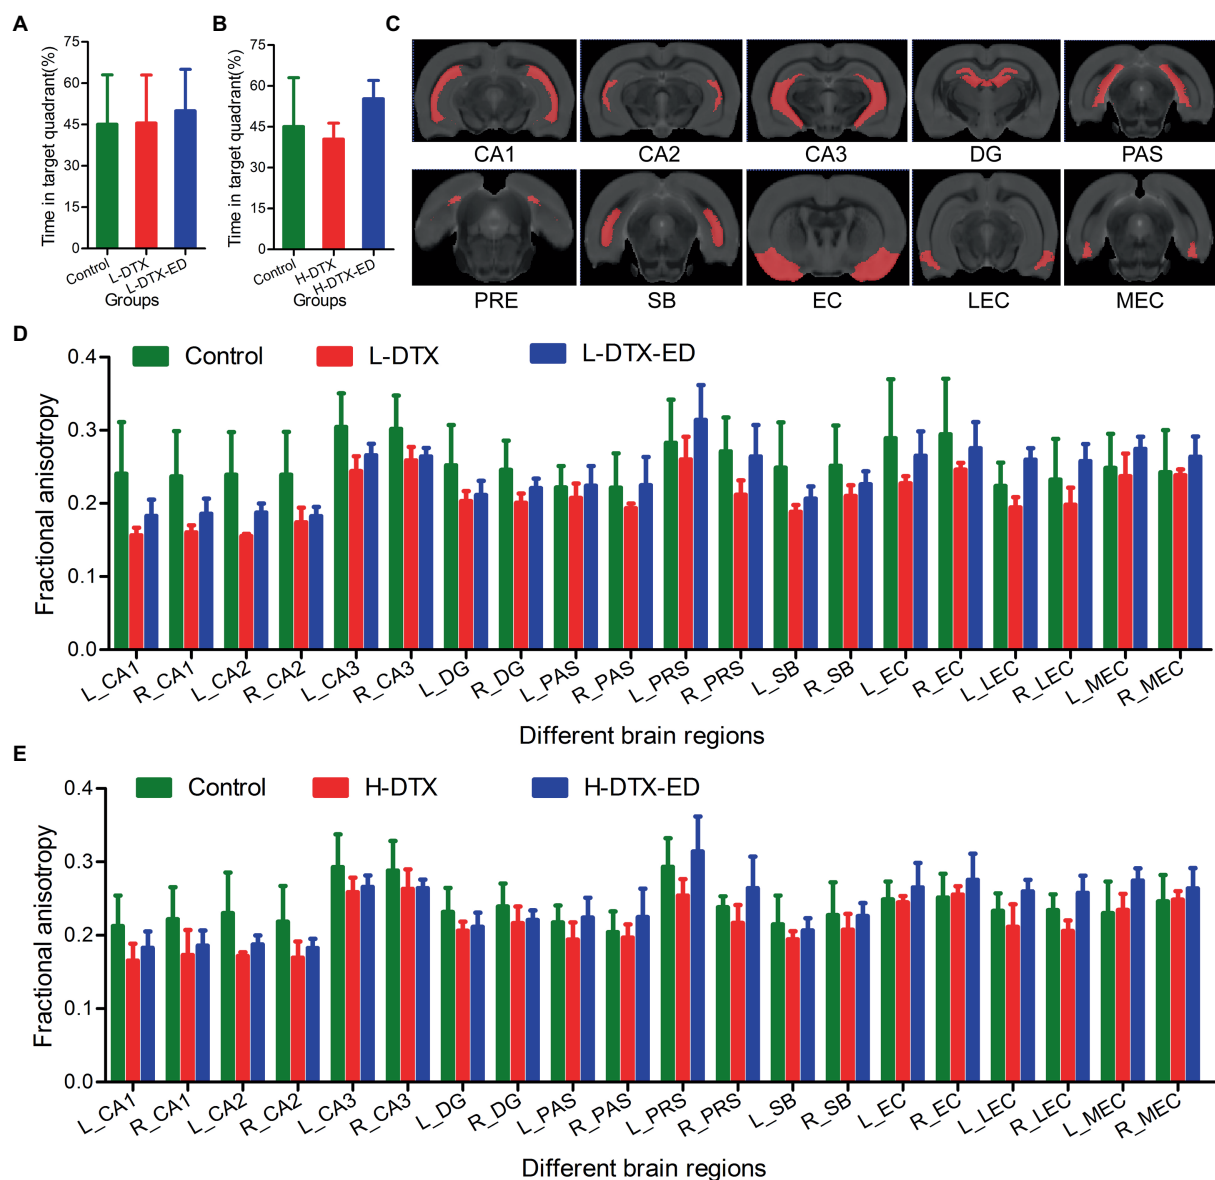 A
B
C
75
60
45
30
15
0
Time in target quadrant(%)
Control
L-DTX
L-DTX-ED
Groups
75
60
45
30
15
0
Time in target quadrant(%)
Control
H-DTX
H-DTX-ED
Groups
CA1 CA2 CA3 DG PAS
PRE SB EC LEC MEC
D
Control L-DTX L-DTX-ED
0.4
0.3
0.2
0.1
0.0
Fractional anisotropy
L_CA1 R_CA1 L_CA2 R_CA2 L_CA3 R_CA3 L_DG R_DG L_PAS R_PAS L_PRS R_PRS L_SB R_SB L_EC R_EC L_LEC R_LEC L_MEC R_MEC
Different brain regions
E
Control H-DTX H-DTX-ED
0.4
0.3
0.2
0.1
0.0
Fractional anisotropy
L_CA1 R_CA1 L_CA2 R_CA2 L_CA3 R_CA3 L_DG R_DG L_PAS R_PAS L_PRS R_PRS L_SB R_SB L_EC R_EC L_LEC R_LEC L_MEC R_MEC
Different brain regions